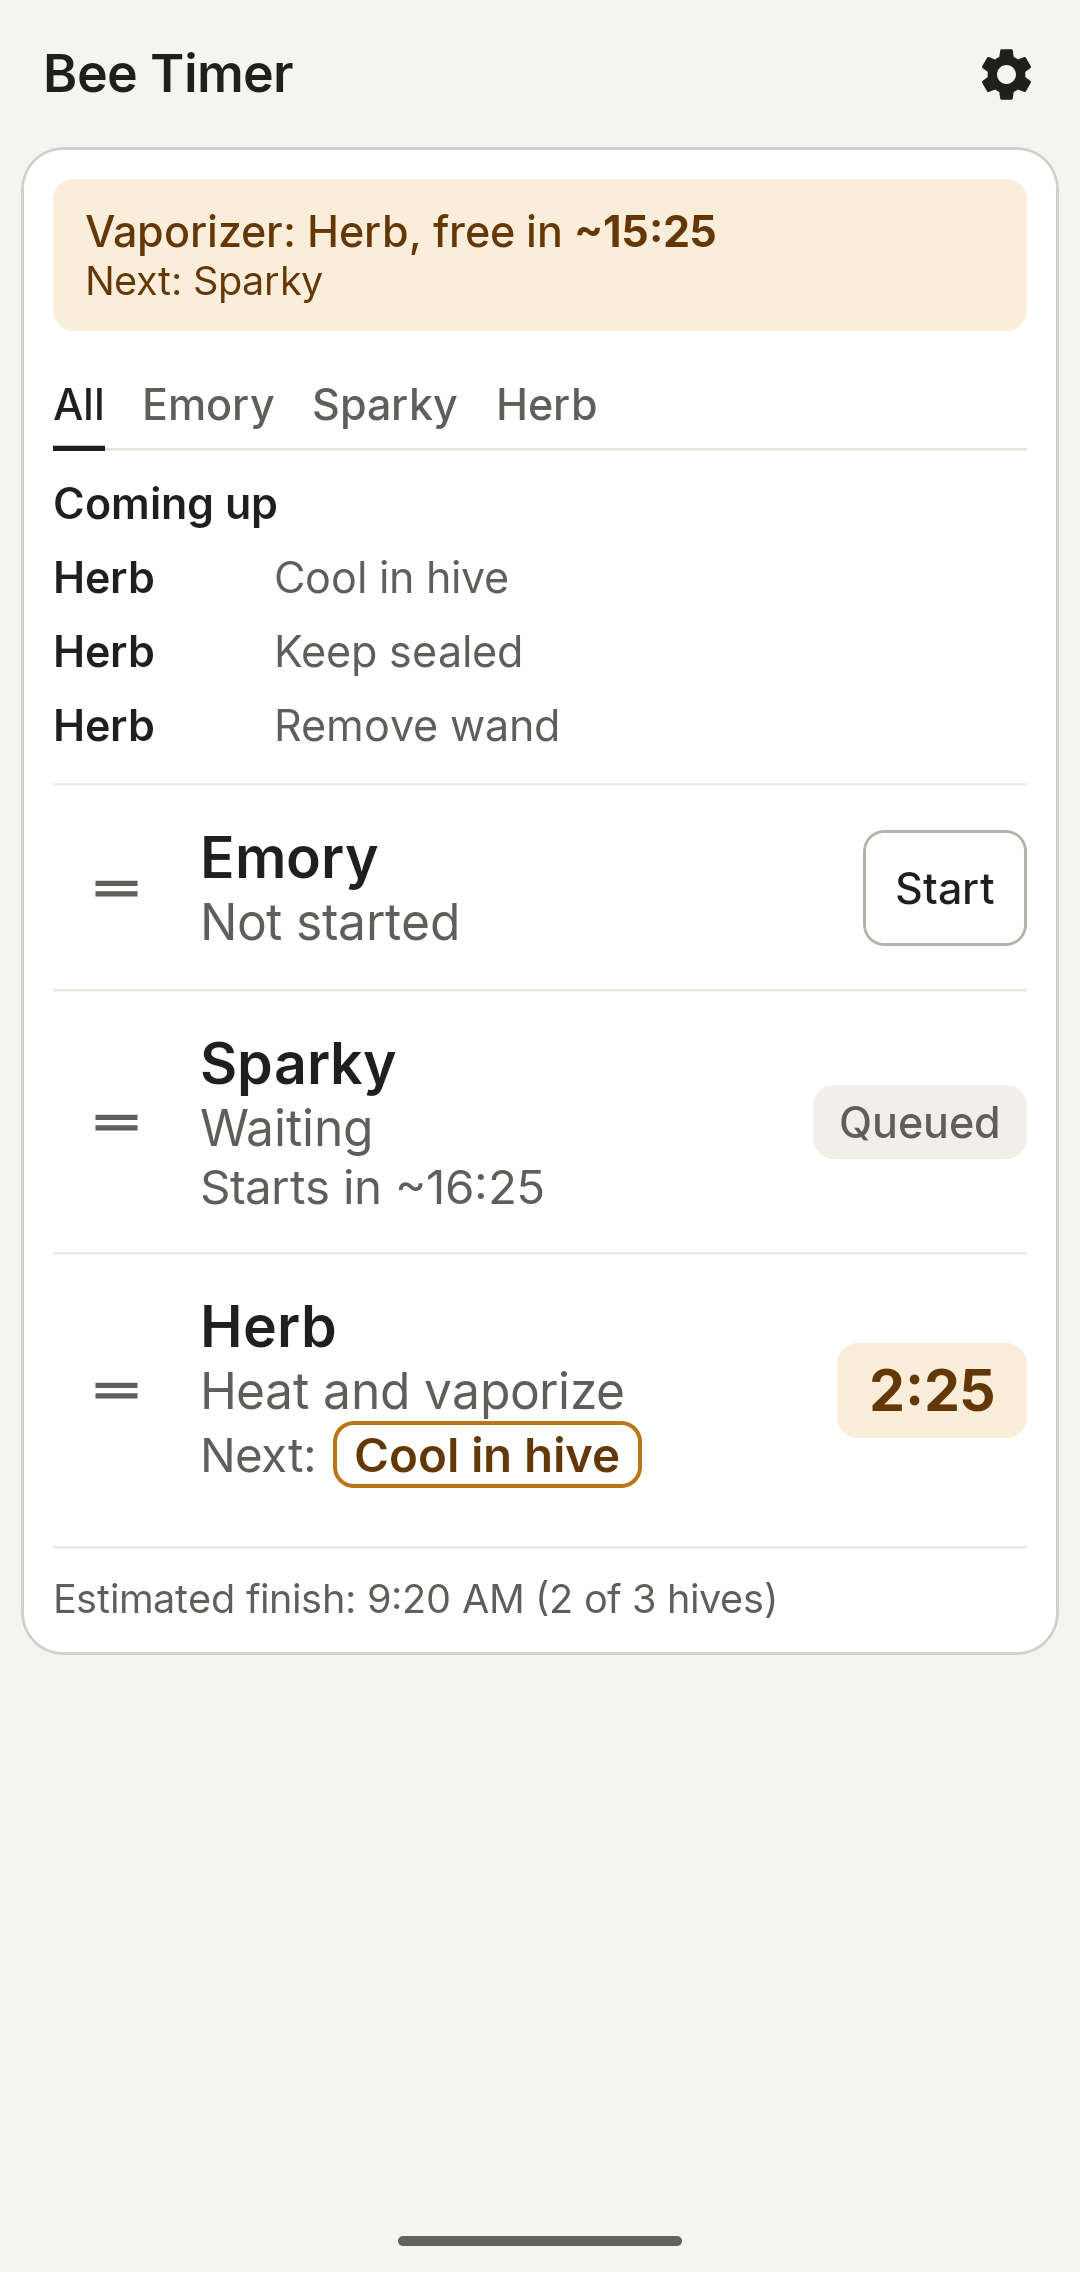 Bee Timer
Vaporizer: Herb, free in ~15:25
Next: Sparky
All Emory Sparky Herb
Coming up
Herb Cool in hive
Herb Keep sealed
Herb Remove wand
Emory
Not started
Start
Sparky
Waiting
Starts in ~16:25
Queued
Herb
Heat and vaporize
Next: Cool in hive
2:25
Estimated finish: 9:20 AM (2 of 3 hives)